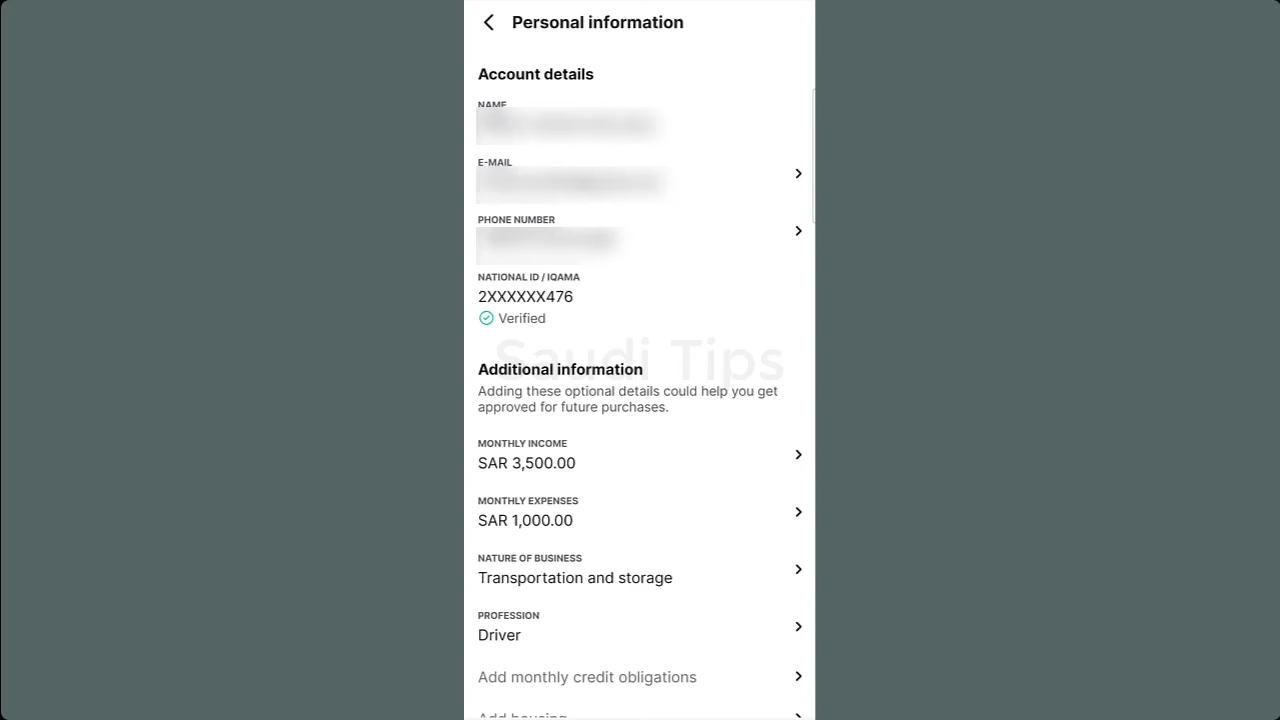 Personal information
Account details
NAME
E-MAIL
PHONE NUMBER
NATIONAL ID / IQAMA
2XXXXXX476
Verified
Saudi Tips
Additional information
Adding these optional details could help you get
approved for future purchases.
MONTHLY INCOME
SAR 3,500.00
MONTHLY EXPENSES
SAR 1,000.00
NATURE OF BUSINESS
Transportation and storage
PROFESSION
Driver
Add monthly credit obligations
Add housing